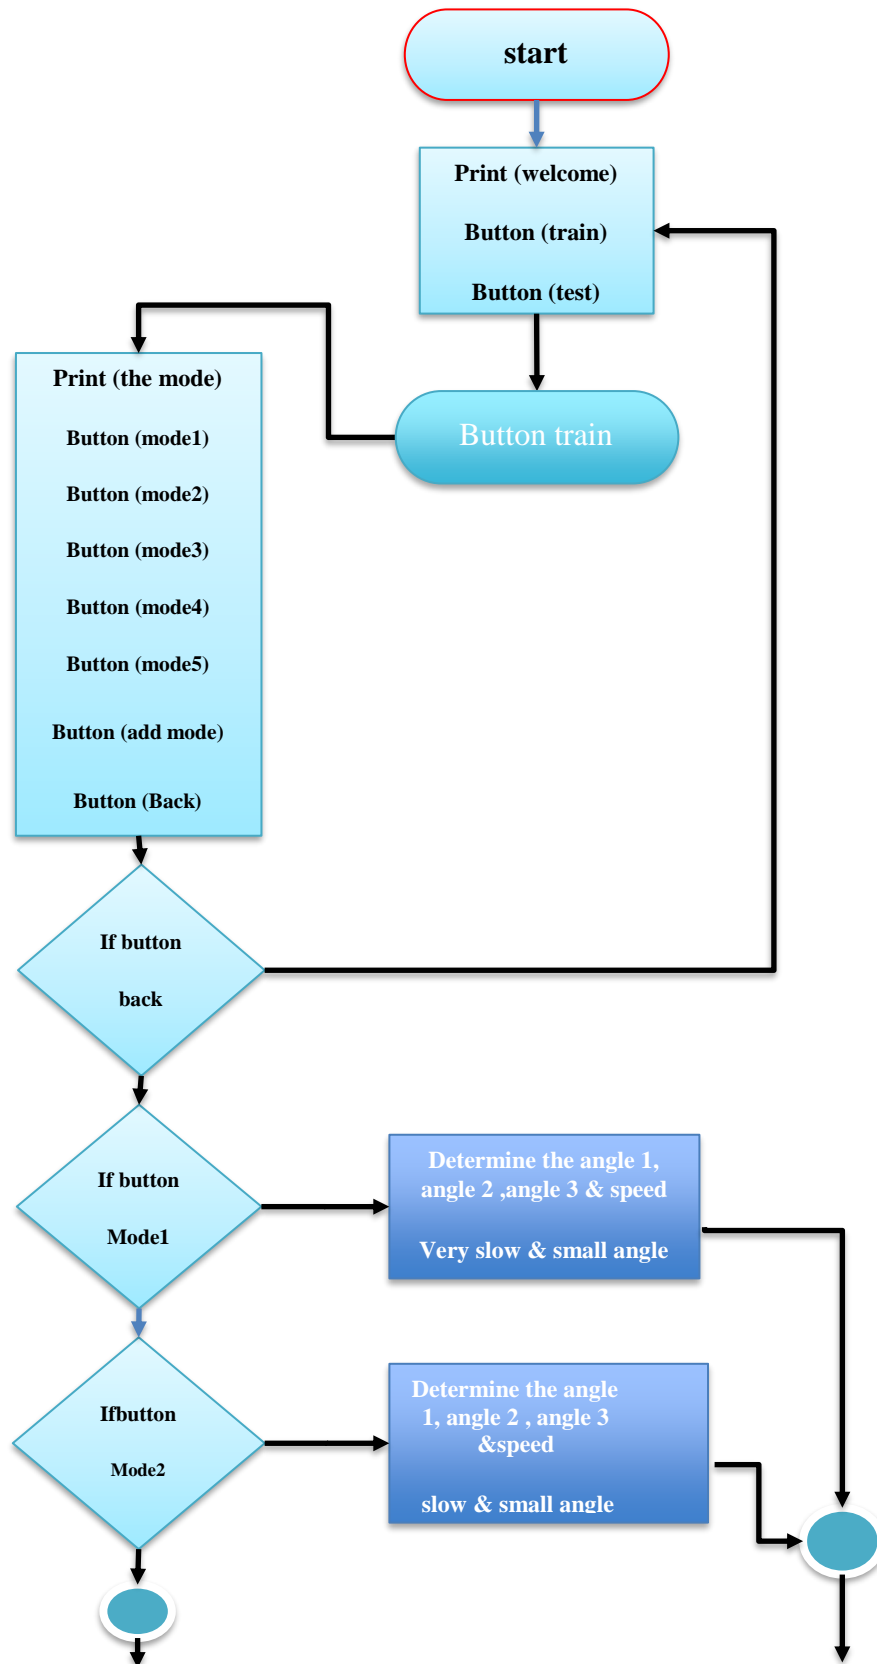 start
Print (welcome)
Button (train)
Button (test)
Button train
Print (the mode)
Button (mode1)
Button (mode2)
Button (mode3)
Button (mode4)
Button (mode5)
Button (add mode)
Button (Back)
If button
back
If button
Mode1
Determine the angle 1,
angle 2 ,angle 3 & speed
Very slow & small angle
Ifbutton
Mode2
Determine the angle
1, angle 2 , angle 3
&speed
slow & small angle